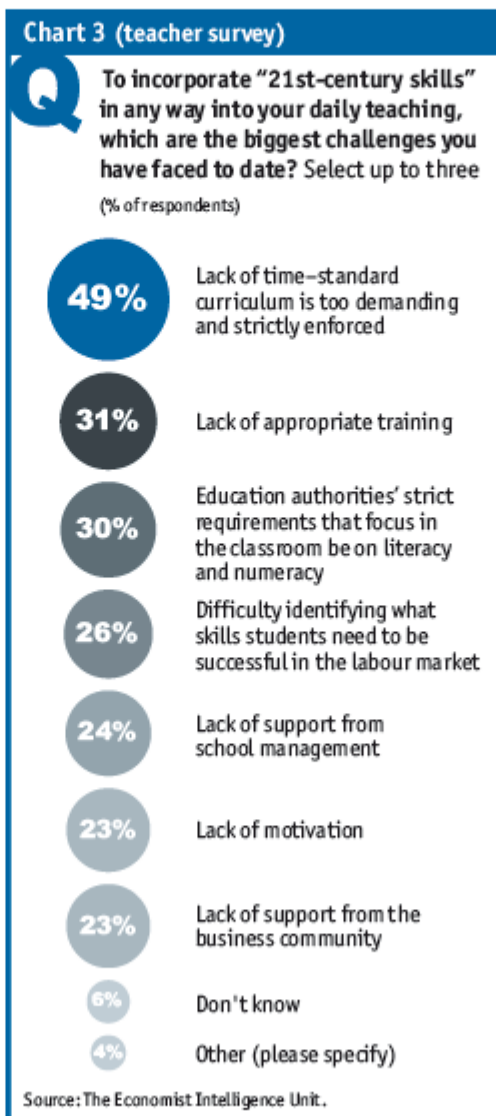 Chart 3 (teacher survey)
Q
To incorporate “21st-century skills”
in any way into your daily teaching,
which are the biggest challenges you
have faced to date? Select up to three
(% of respondents)
49%
Lack of time–standard
curriculum is too demanding
and strictly enforced
31%
Lack of appropriate training
30%
Education authorities’ strict
requirements that focus in
the classroom be on literacy
and numeracy
26%
Difficulty identifying what
skills students need to be
successful in the labour market
24%
Lack of support from
school management
23%
Lack of motivation
23%
Lack of support from the
business community
6%
Don't know
4%
Other (please specify)
Source: The Economist Intelligence Unit.